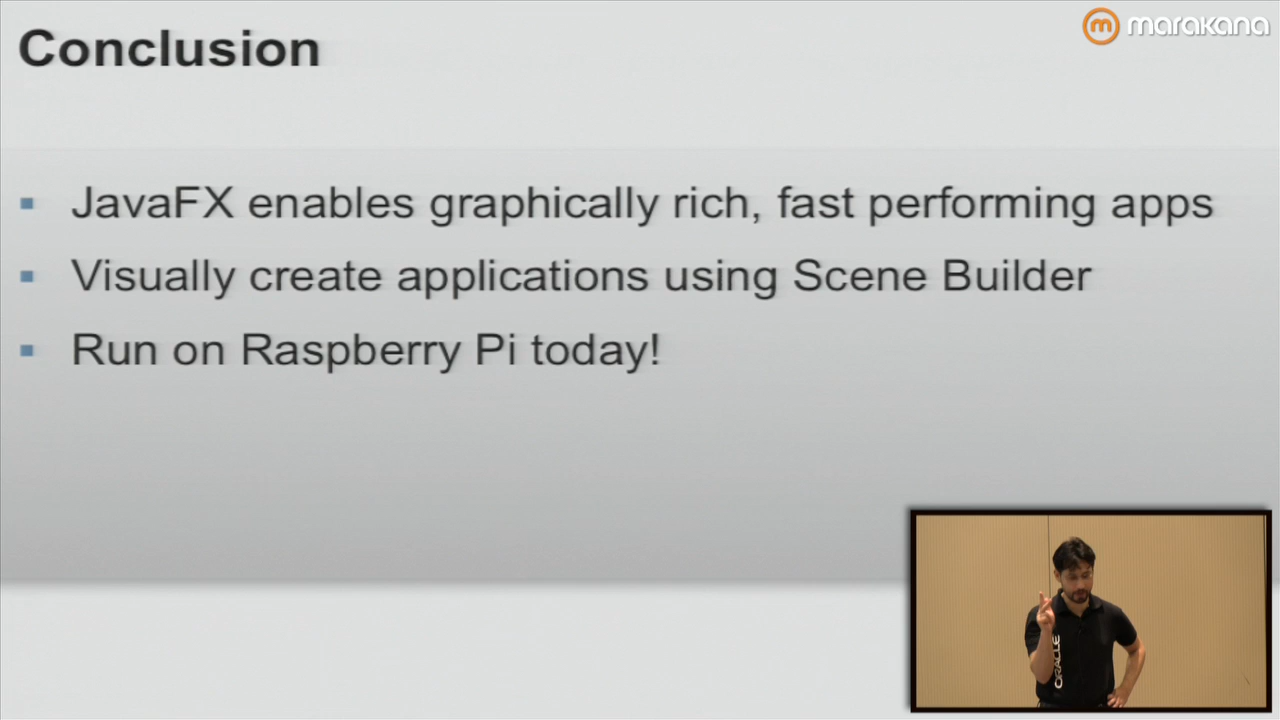 Conclusion
marakana
JavaFX enables graphically rich, fast performing apps
Visually create applications using Scene Builder
Run on Raspberry Pi today!
ORACLE